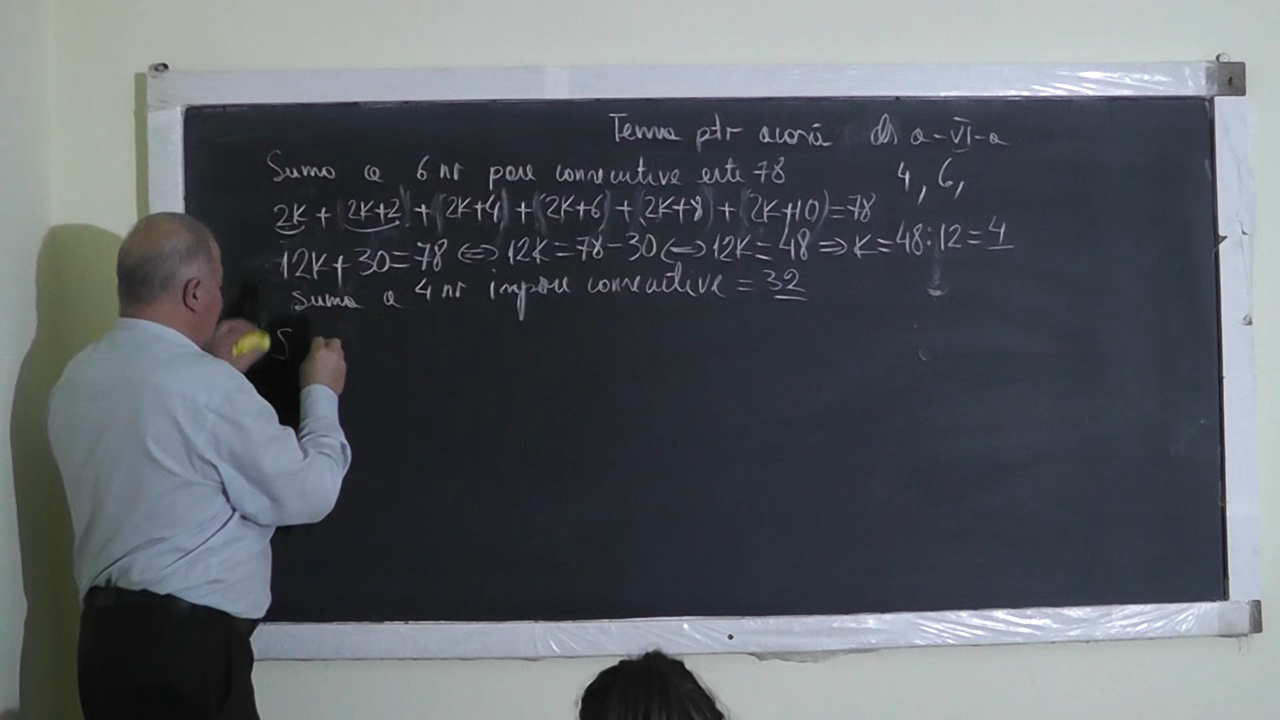 Tema ptr acasă cls a-VI-a
Suma a 6 nr pare consecutive este 78
4, 6,
2K + (2K+2) + (2K+4) + (2K+6) + (2K+8) + (2K+10) = 78
12K + 30 = 78 ⇔ 12K = 78 - 30 ⇔ 12K = 48 ⇒ K = 48 : 12 = 4
Suma a 4 nr impare consecutive = 32
S